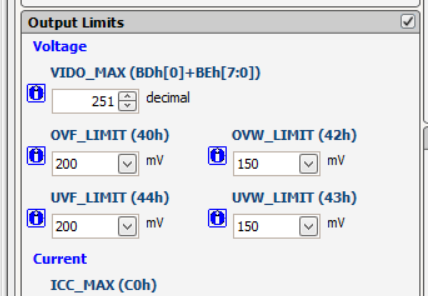 Output Limits
Voltage
VIDO_MAX (BDh[0]+BEh[7:0])
251 decimal
OVF_LIMIT (40h) OVW_LIMIT (42h)
200 mV 150 mV
UVF_LIMIT (44h) UVW_LIMIT (43h)
200 mV 150 mV
Current
ICC_MAX (C0h)